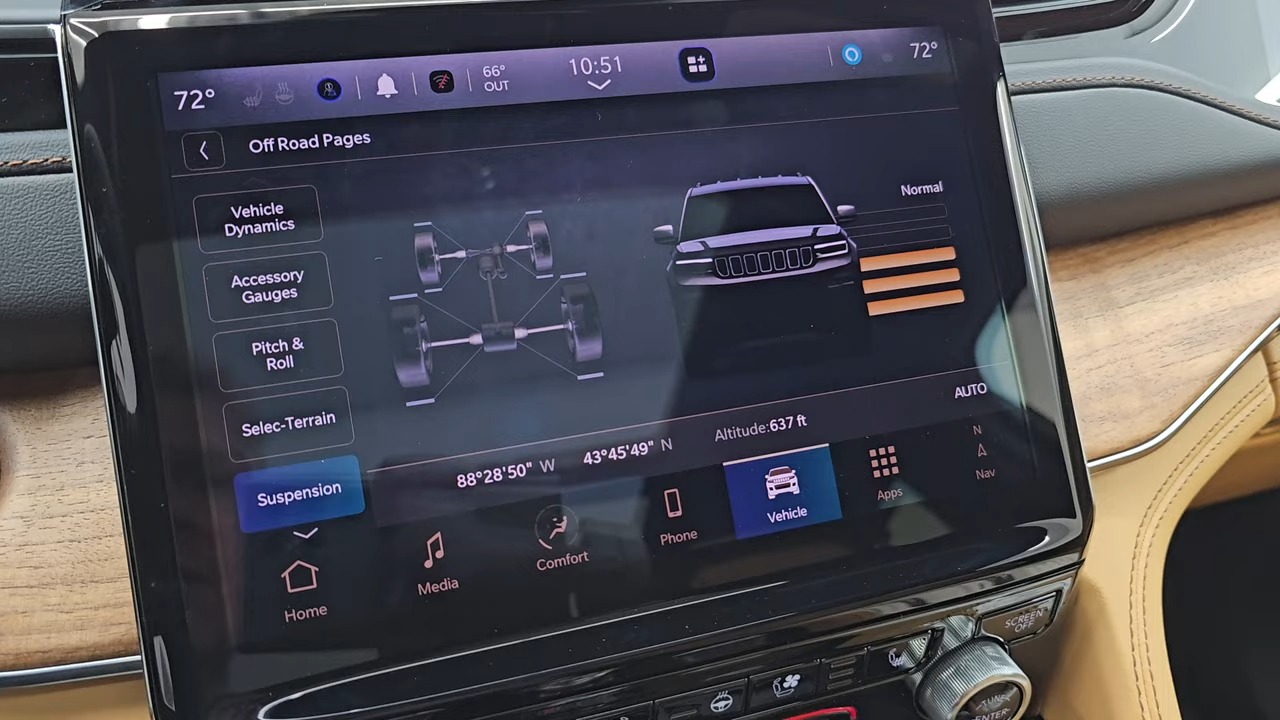 72°
66°
OUT
10:51
72°
Off Road Pages
Vehicle
Dynamics
Accessory
Gauges
Pitch &
Roll
Selec-Terrain
Suspension
Normal
AUTO
88°28'50" W 43°45'49" N Altitude:637 ft
Home
Media
Comfort
Phone
Vehicle
Apps
N
Nav
SCREEN
OFF
TUNE
ENTER